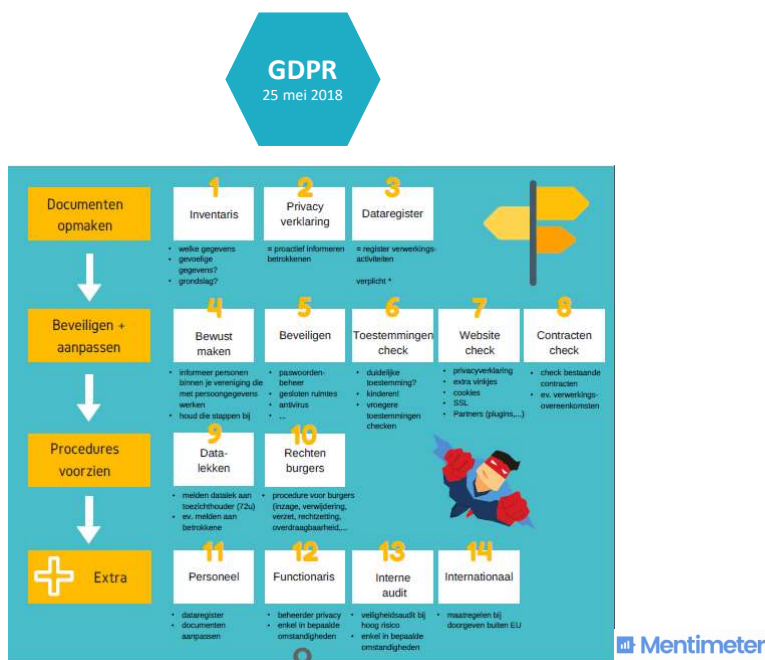 GDPR
25 mei 2018
Documenten
opmaken
1
Inventaris
• welke gegevens
• gevoelige
gegevens?
• grondslag?
2
Privacy
verklaring
= proactief informeren
betrokkenen
3
Dataregister
= register verwerkings-
activiteiten
verplicht *
Beveiligen +
aanpassen
4
Bewust
maken
• informeer personen
binnen je vereniging die
met persoongegevens
werken
• houd die stappen bij
5
Beveiligen
• paswoorden-
beheer
• gesloten ruimtes
• antivirus
• ...
6
Toestemmingen
check
• duidelijke
toestemming?
• kinderen!
• vroegere
toestemmingen
checken
7
Website
check
• privacyverklaring
• extra vinkjes
• cookies
• SSL
• Partners (plugins,...)
8
Contracten
check
• check bestaande
contracten
• ev. verwerkings-
overeenkomsten
Procedures
voorzien
9
Data-
lekken
• melden datalek aan
toezichthouder (72u)
• ev. melden aan
betrokkene
10
Rechten
burgers
• procedure voor burgers
(inzage, verwijdering,
verzet, rechtzetting,
overdraagbaarheid,...
Extra
11
Personeel
• dataregister
• documenten
aanpassen
12
Functionaris
• beheerder privacy
• enkel in bepaalde
omstandigheden
13
Interne
audit
• veiligheidsaudit bij
hoog risico
• enkel in bepaalde
omstandigheden
14
Internationaal
• maatregelen bij
doorgeven buiten EU
Mentimeter